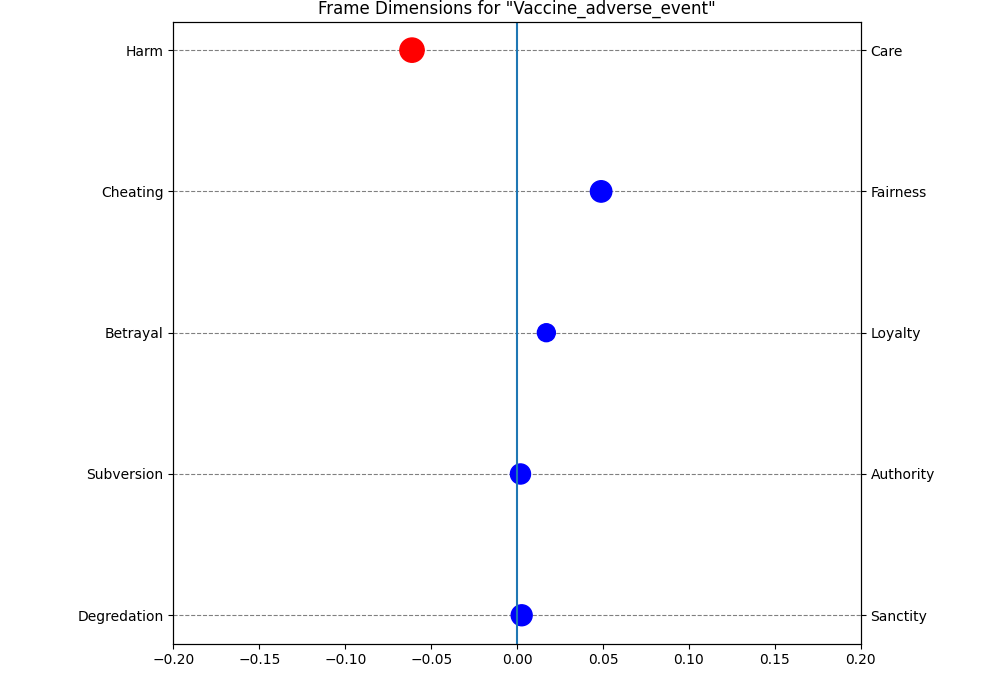 Frame Dimensions for "Vaccine_adverse_event"
Harm Care
Cheating Fairness
Betrayal Loyalty
Subversion Authority
Degredation Sanctity
−0.20 −0.15 −0.10 −0.05 0.00 0.05 0.10 0.15 0.20